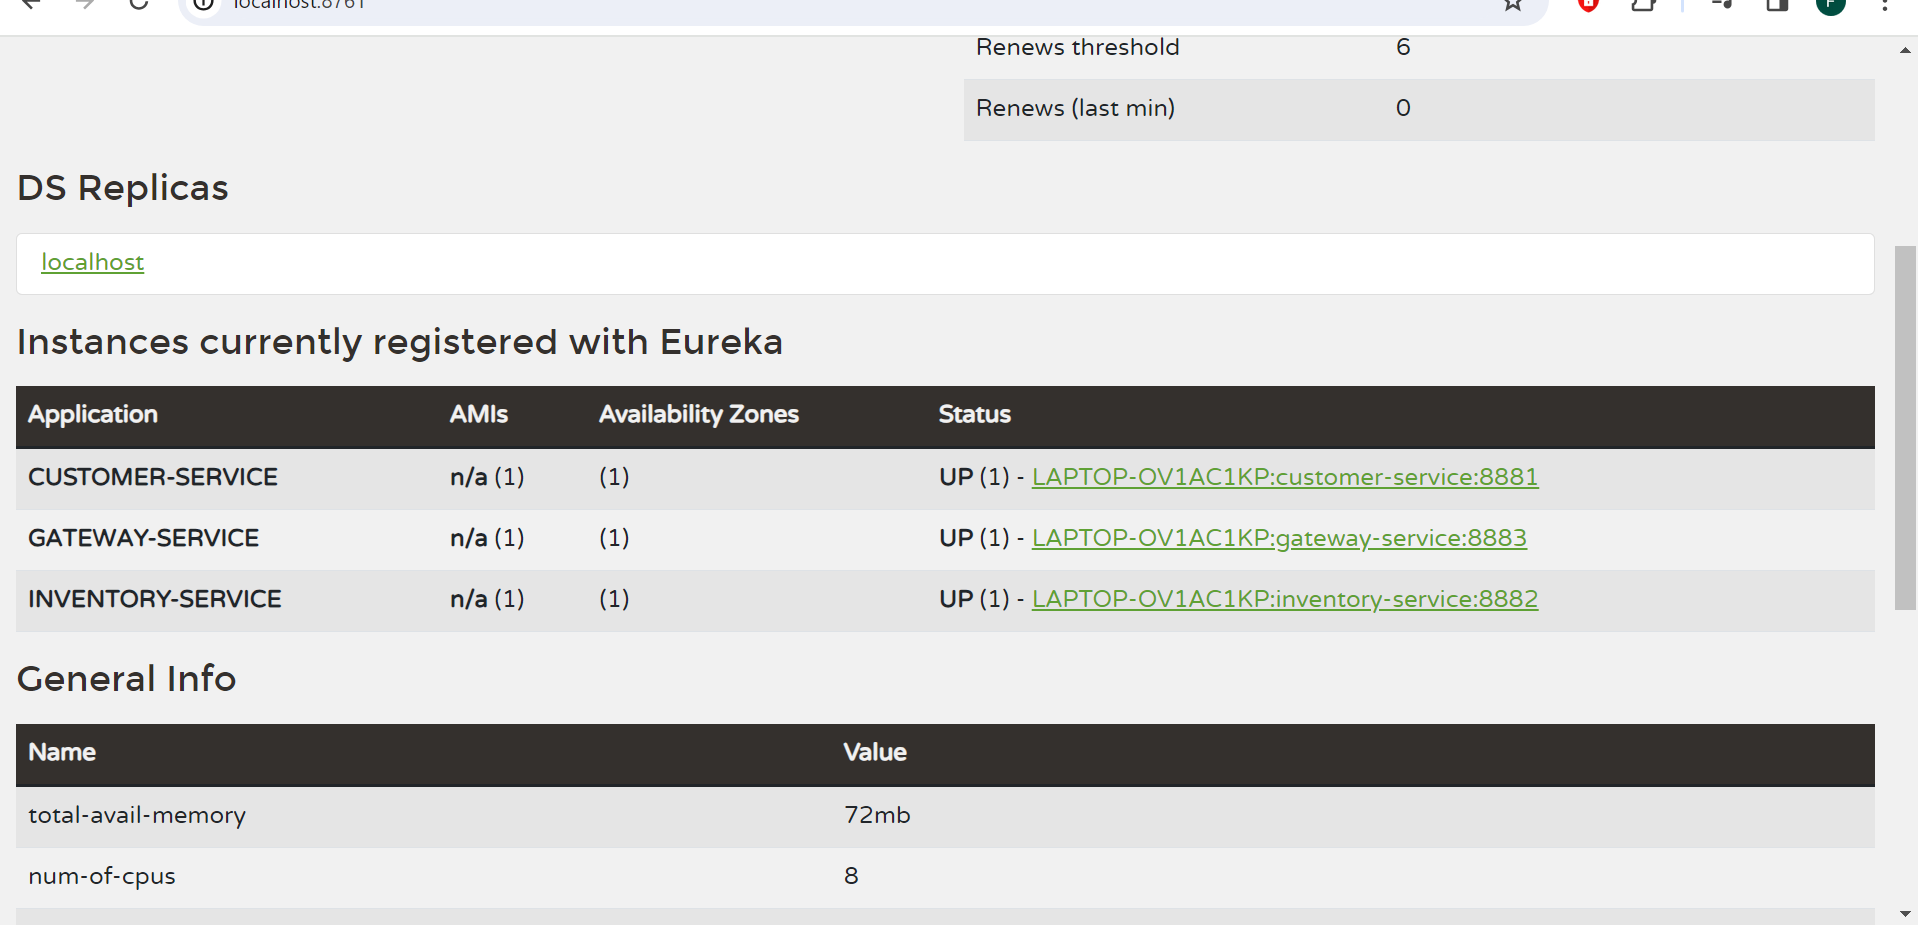 localhost:8761
Renews threshold 6
Renews (last min) 0
DS Replicas
localhost
Instances currently registered with Eureka
Application AMIs Availability Zones Status
CUSTOMER-SERVICE n/a (1) (1) UP (1) - LAPTOP-OV1AC1KP:customer-service:8881
GATEWAY-SERVICE n/a (1) (1) UP (1) - LAPTOP-OV1AC1KP:gateway-service:8883
INVENTORY-SERVICE n/a (1) (1) UP (1) - LAPTOP-OV1AC1KP:inventory-service:8882
General Info
Name Value
total-avail-memory 72mb
num-of-cpus 8